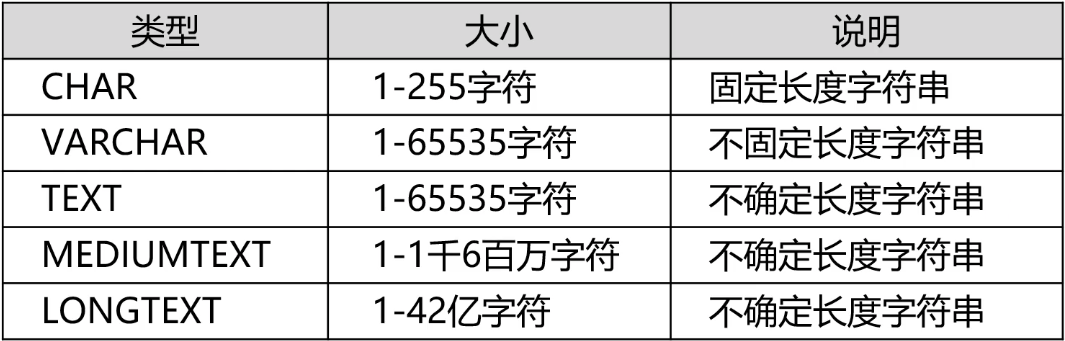 类型 大小 说明
CHAR 1-255字符 固定长度字符串
VARCHAR 1-65535字符 不固定长度字符串
TEXT 1-65535字符 不确定长度字符串
MEDIUMTEXT 1-1千6百万字符 不确定长度字符串
LONGTEXT 1-42亿字符 不确定长度字符串